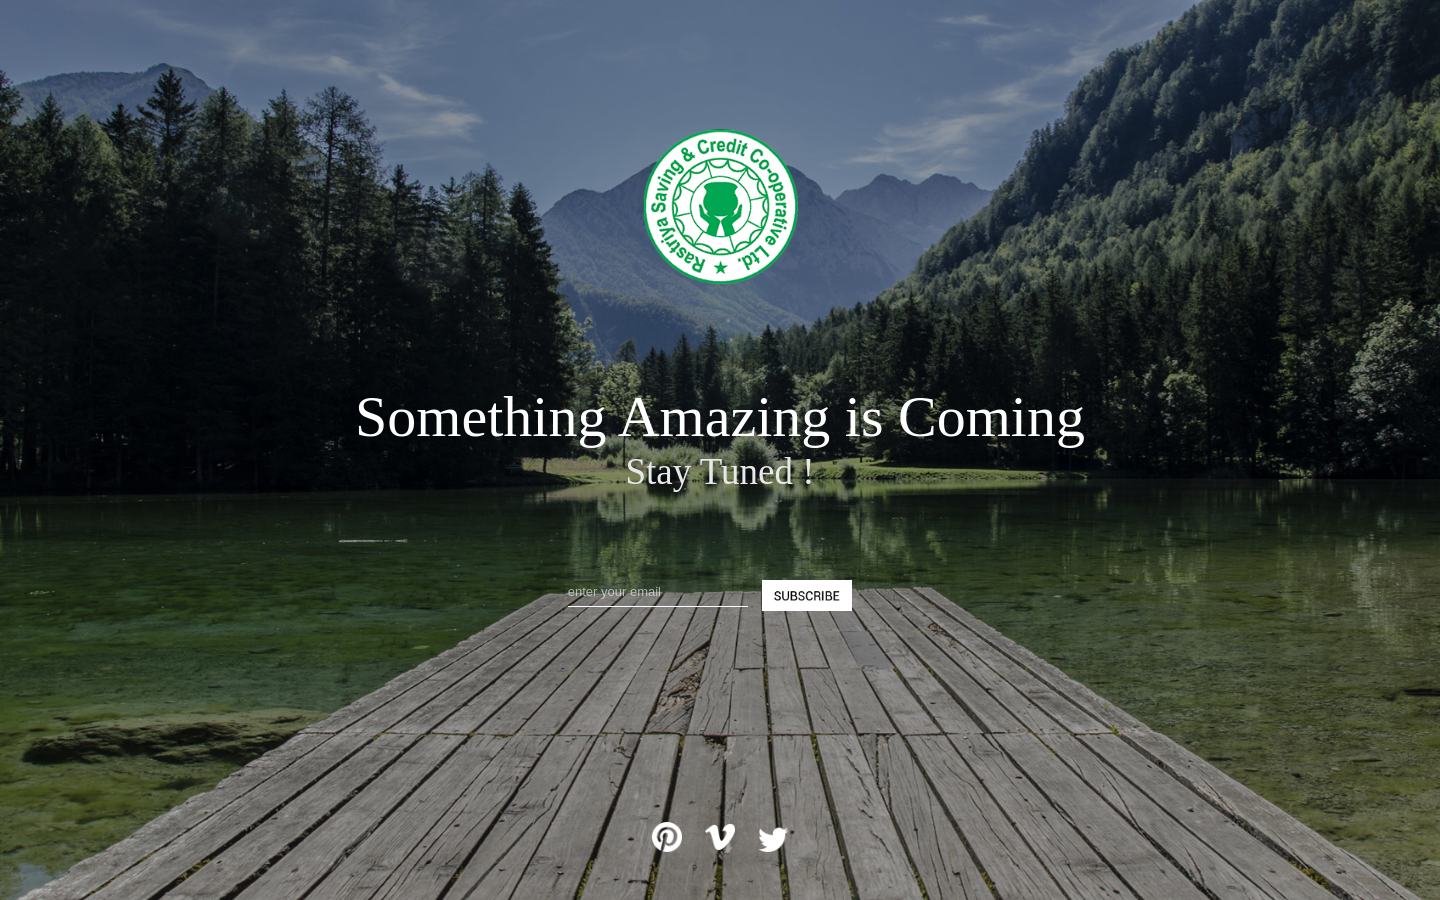 Rastriya Saving & Credit Co-operative Ltd.
Something Amazing is Coming
Stay Tuned !
enter your email
SUBSCRIBE